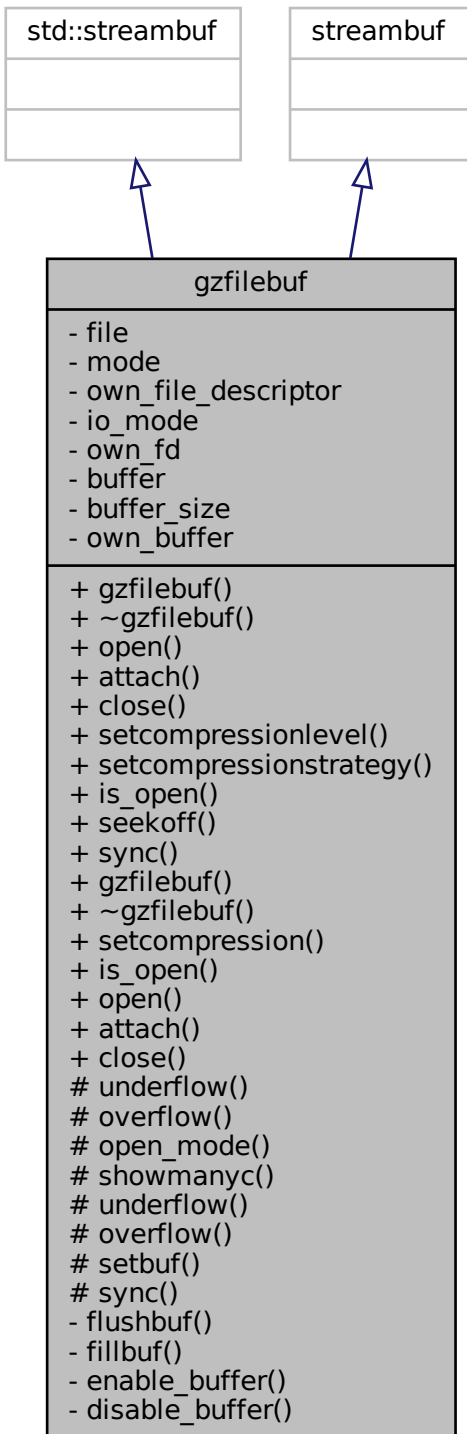 std::streambuf
streambuf
gzfilebuf
- file
- mode
- own_file_descriptor
- io_mode
- own_fd
- buffer
- buffer_size
- own_buffer
+ gzfilebuf()
+ ~gzfilebuf()
+ open()
+ attach()
+ close()
+ setcompressionlevel()
+ setcompressionstrategy()
+ is_open()
+ seekoff()
+ sync()
+ gzfilebuf()
+ ~gzfilebuf()
+ setcompression()
+ is_open()
+ open()
+ attach()
+ close()
# underflow()
# overflow()
# open_mode()
# showmanyc()
# underflow()
# overflow()
# setbuf()
# sync()
- flushbuf()
- fillbuf()
- enable_buffer()
- disable_buffer()